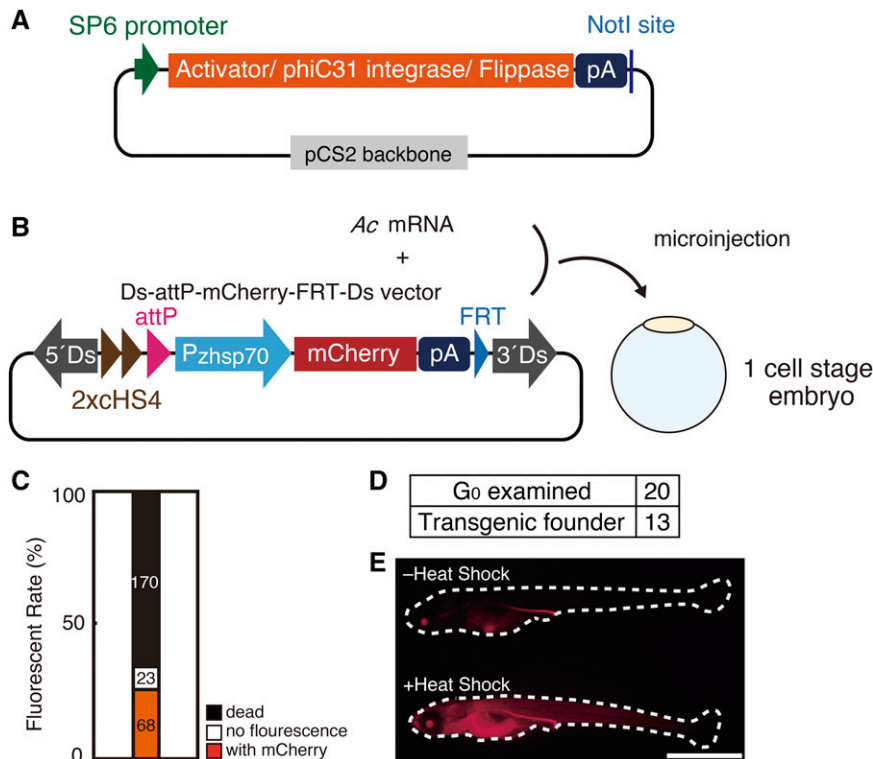 A
SP6 promoter
NotI site
Activator/ phiC31 integrase/ Flippase
pA
pCS2 backbone
B
Ac mRNA
+
microinjection
Ds-attP-mCherry-FRT-Ds vector
attP
FRT
5´Ds
Pzhsp70
mCherry
pA
3´Ds
2xcHS4
1 cell stage
embryo
C
Fluorescent Rate (%)
100
50
0
170
23
68
dead
no flourescence
with mCherry
D
G0 examined 20
Transgenic founder 13
E
–Heat Shock
+Heat Shock